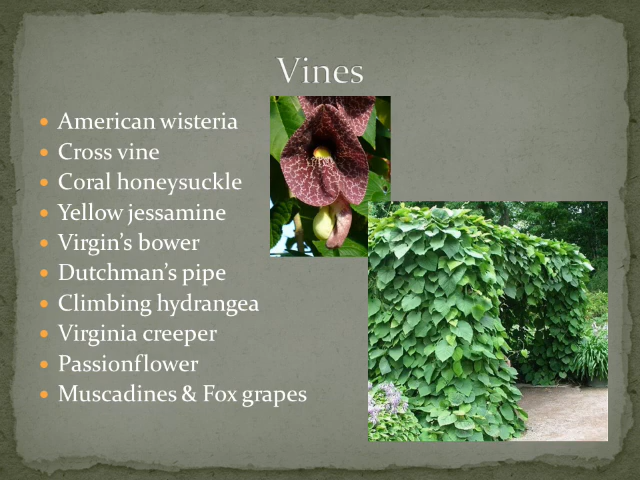 Vines
American wisteria
Cross vine
Coral honeysuckle
Yellow jessamine
Virgin’s bower
Dutchman’s pipe
Climbing hydrangea
Virginia creeper
Passionflower
Muscadines & Fox grapes